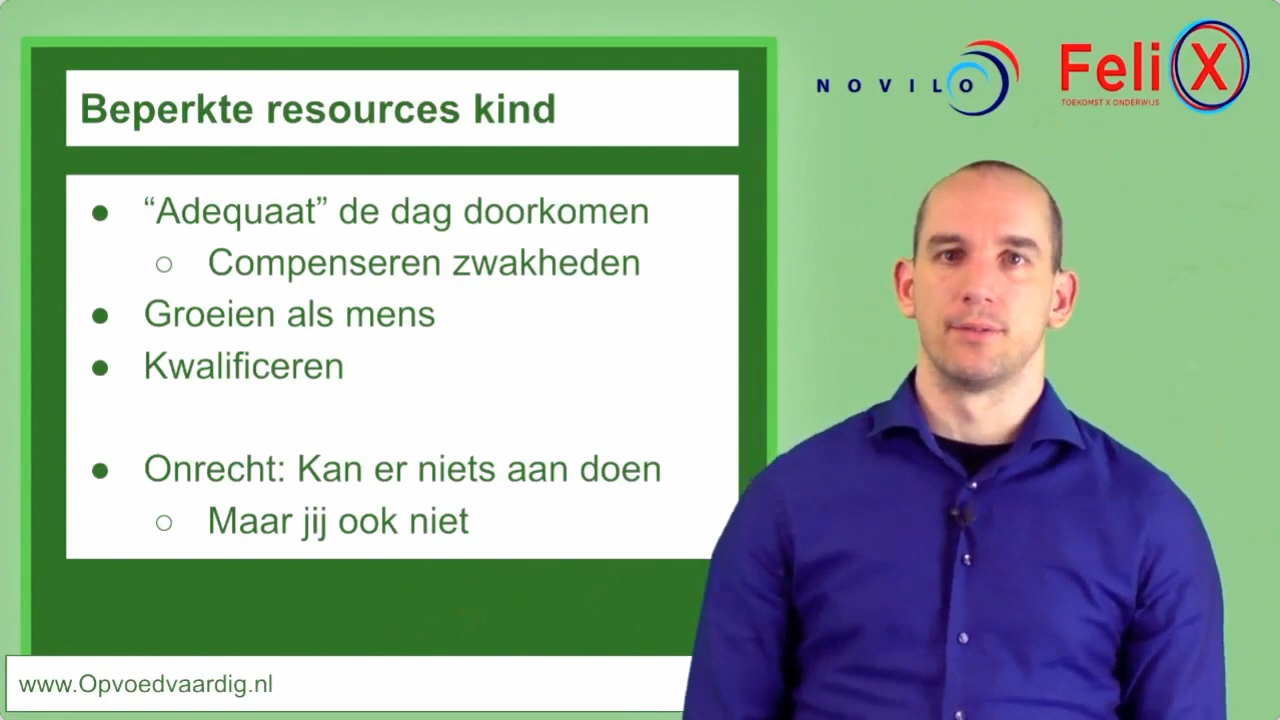 Beperkte resources kind
● “Adequaat” de dag doorkomen
○ Compenseren zwakheden
● Groeien als mens
● Kwalificeren
● Onrecht: Kan er niets aan doen
○ Maar jij ook niet
www.Opvoedvaardig.nl
NOVILO
FeliX
TOEKOMST X ONDERWIJS